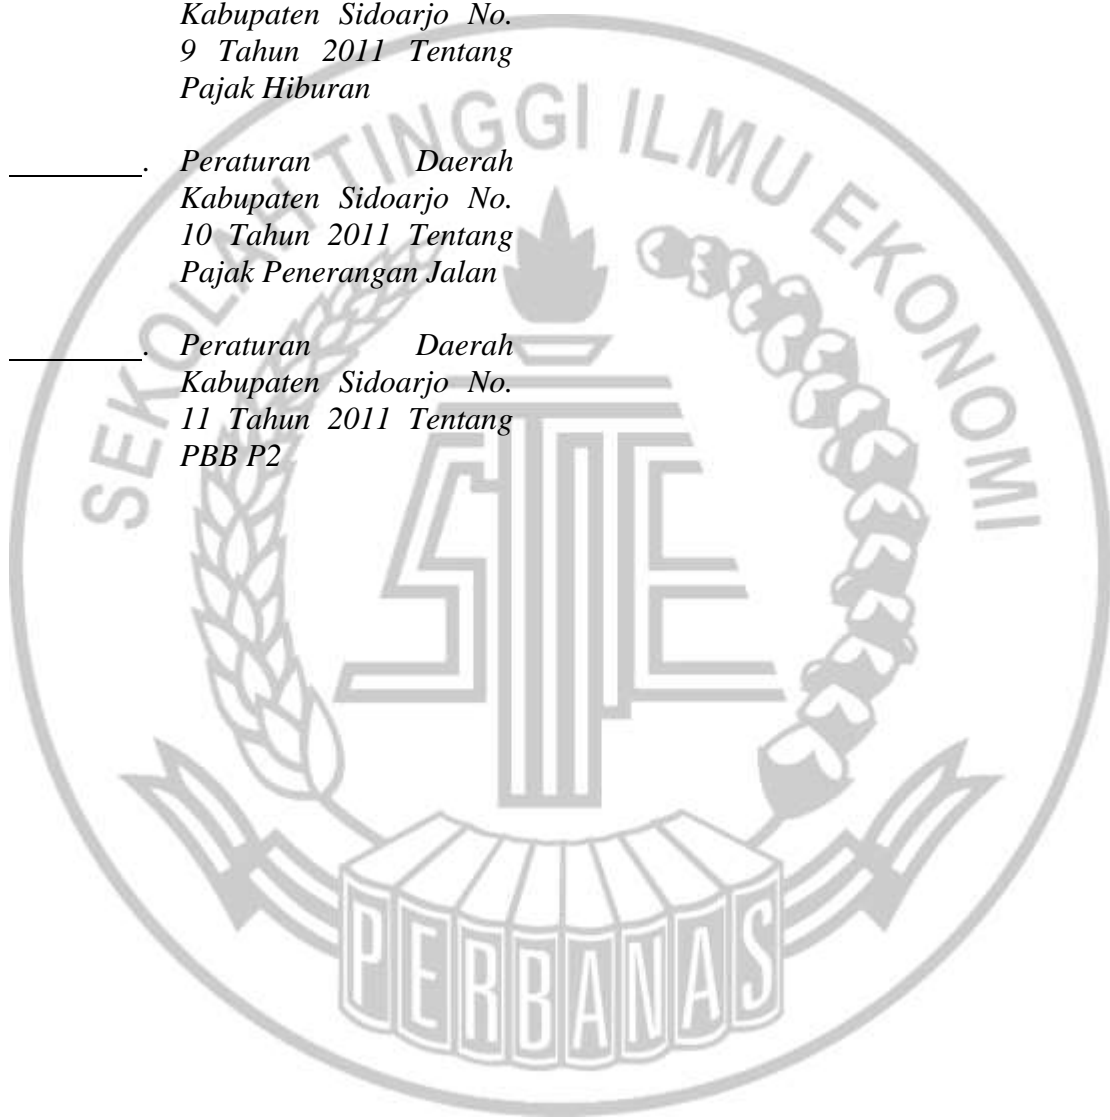 Kabupaten Sidoarjo No.
9 Tahun 2011 Tentang
Pajak Hiburan
_________. Peraturan Daerah
Kabupaten Sidoarjo No.
10 Tahun 2011 Tentang
Pajak Penerangan Jalan
_________. Peraturan Daerah
Kabupaten Sidoarjo No.
11 Tahun 2011 Tentang
PBB P2
SEKOLAH TINGGI ILMU EKONOMI
STIE
PERBANAS